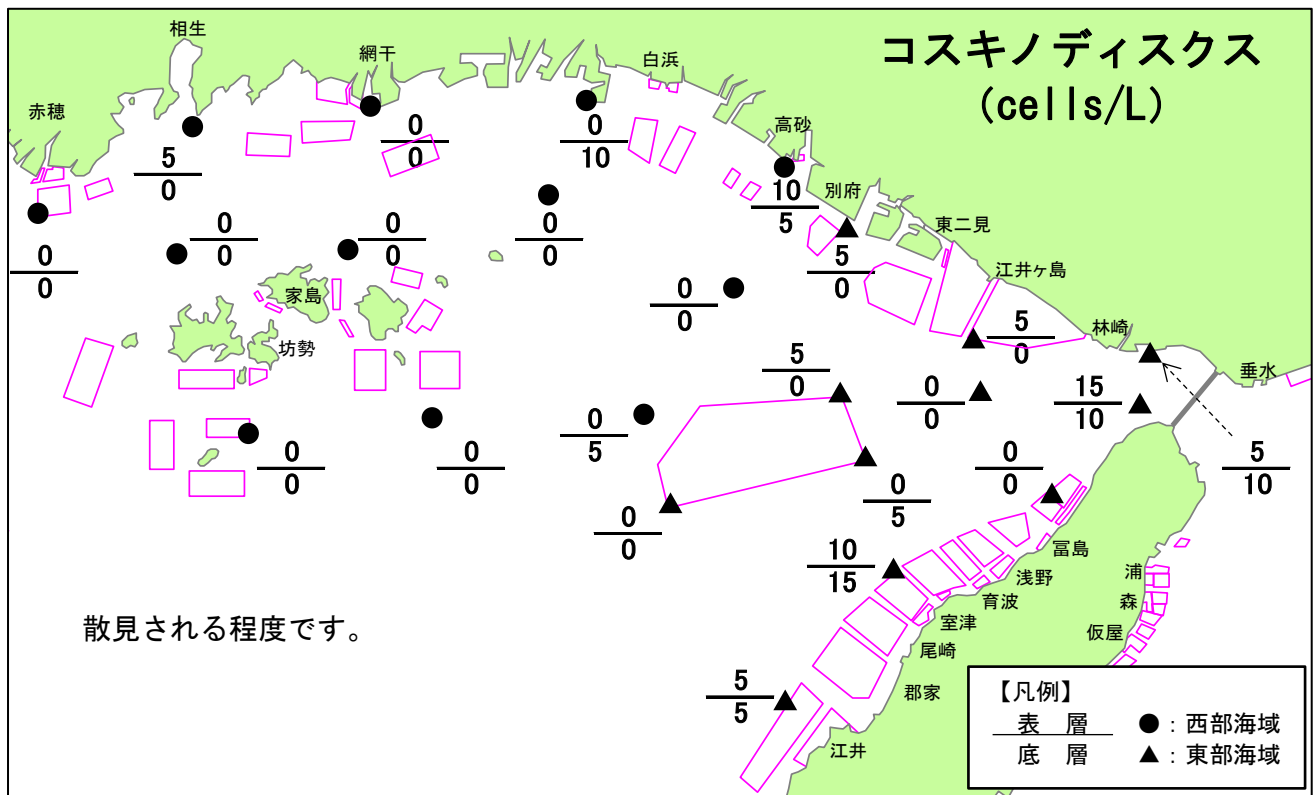 コスキノディスクス
(cells/L)
相生
網干
白浜
赤穂
高砂
別府
東二見
江井ヶ島
林崎
垂水
家島
坊勢
冨島
浅野
育波
室津
尾崎
郡家
江井
浦
森
仮屋
5
0
0
0
0
10
10
5
0
0
0
0
0
0
0
0
5
0
0
0
5
0
5
0
0
0
15
10
0
5
0
0
0
0
0
0
5
10
0
5
0
0
10
15
5
5
散見される程度です。
【凡例】
表 層 ● : 西部海域
底 層 ▲ : 東部海域